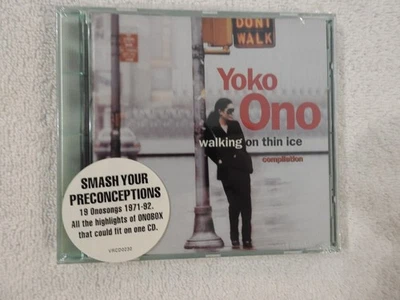 DONT
WALK
Yoko
Ono
walking on thin ice
compilation
SMASH YOUR
PRECONCEPTIONS
19 Onosongs 1971-92.
All the highlights of ONOBOX
that could fit on one CD.